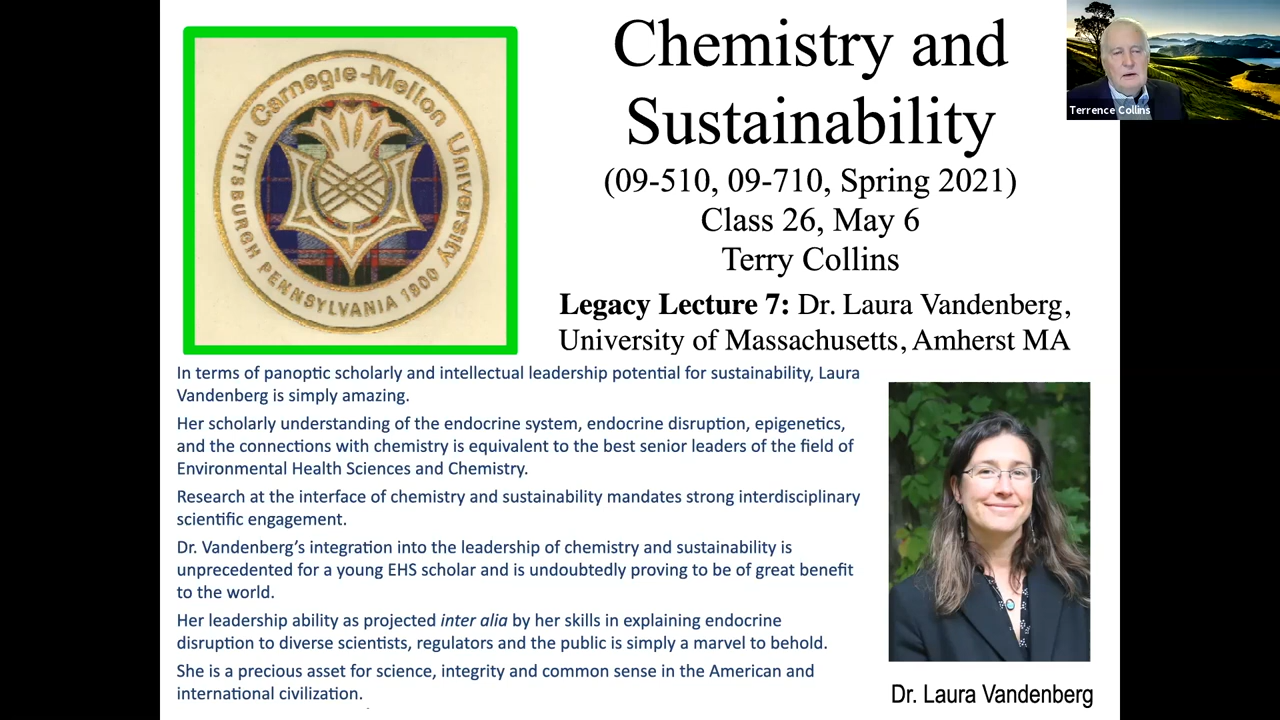 Carnegie-Mellon University
PITTSBURGH PENNSYLVANIA 1900
Chemistry and
Sustainability
(09-510, 09-710, Spring 2021)
Class 26, May 6
Terry Collins
Legacy Lecture 7: Dr. Laura Vandenberg,
University of Massachusetts, Amherst MA
Terrence Collins
In terms of panoptic scholarly and intellectual leadership potential for sustainability, Laura
Vandenberg is simply amazing.
Her scholarly understanding of the endocrine system, endocrine disruption, epigenetics,
and the connections with chemistry is equivalent to the best senior leaders of the field of
Environmental Health Sciences and Chemistry.
Research at the interface of chemistry and sustainability mandates strong interdisciplinary
scientific engagement.
Dr. Vandenberg’s integration into the leadership of chemistry and sustainability is
unprecedented for a young EHS scholar and is undoubtedly proving to be of great benefit
to the world.
Her leadership ability as projected inter alia by her skills in explaining endocrine
disruption to diverse scientists, regulators and the public is simply a marvel to behold.
She is a precious asset for science, integrity and common sense in the American and
international civilization.
Dr. Laura Vandenberg